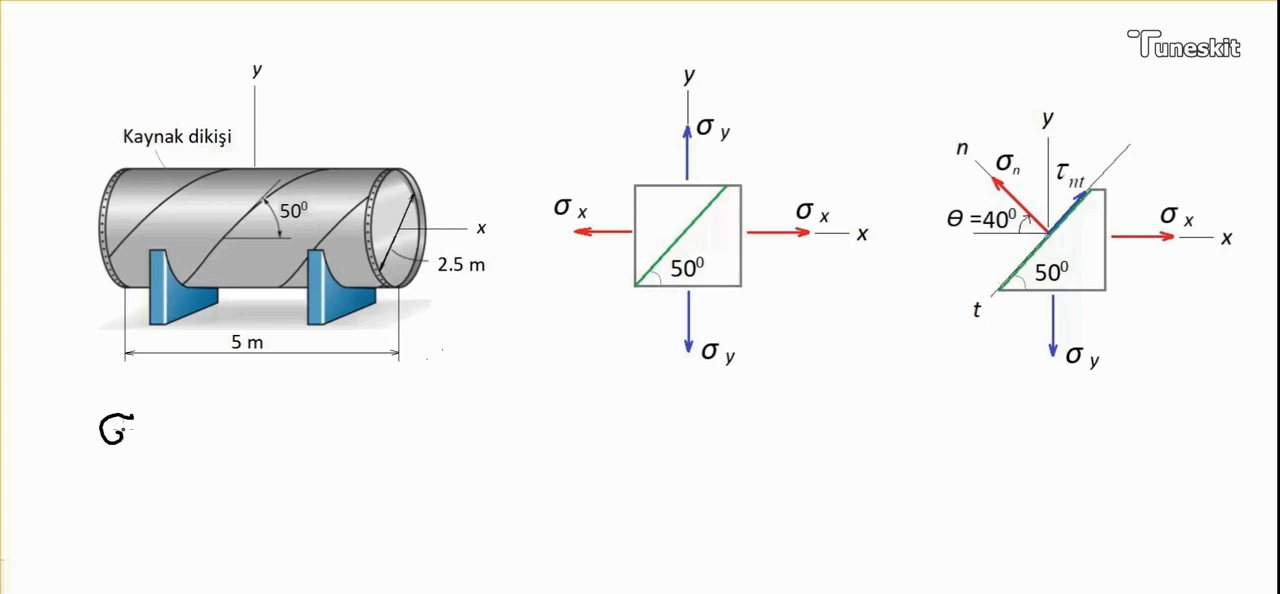 Tuneskit
y
Kaynak dikişi
50⁰
x
2.5 m
5 m
y
σ y
σ x
σ x
x
50⁰
σ y
y
n
σn
τnt
θ =40⁰
σ x
x
50⁰
t
σ y
σ